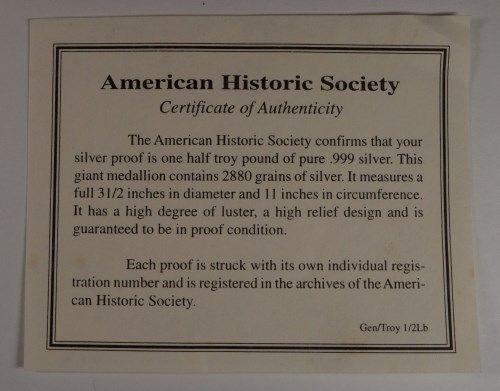 American Historic Society
Certificate of Authenticity
The American Historic Society confirms that your
silver proof is one half troy pound of pure .999 silver. This
giant medallion contains 2880 grains of silver. It measures a
full 31/2 inches in diameter and 11 inches in circumference.
It has a high degree of luster, a high relief design and is
guaranteed to be in proof condition.
Each proof is struck with its own individual regis-
tration number and is registered in the archives of the Ameri-
can Historic Society.
Gen/Troy 1/2Lb